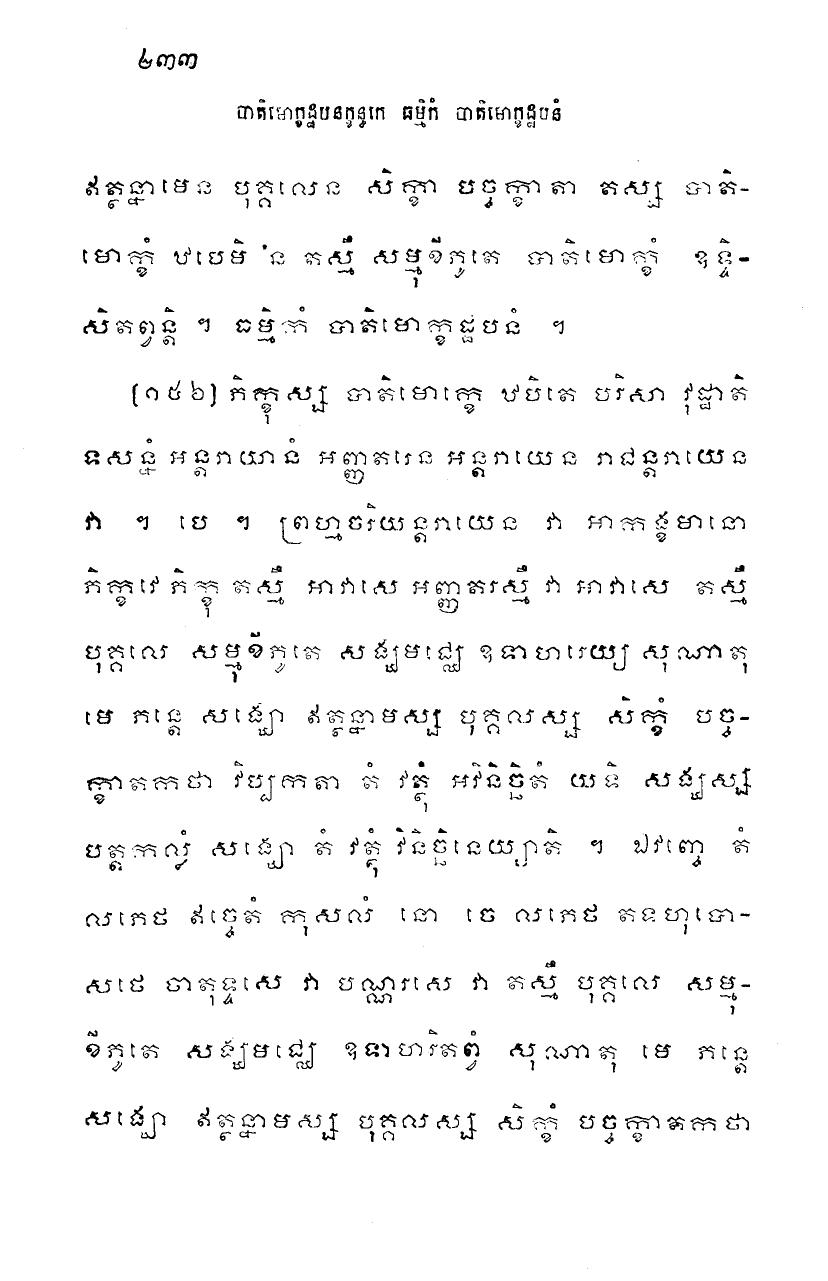 ៤៣៣
បាតិមោក្ខដ្ឋបនក្ខន្ធកេ ធម្មិកំ បាតិមោក្ខដ្ឋបនំ
ឥត្ថន្នាមេន បុគ្គលេន សិក្ខា បច្ចក្ខាតា តស្ស បាតិ-
មោក្ខំ ឋបេមិ ន តស្មឹ សម្មុខីភូតេ បាតិមោក្ខំ ឧទ្ទិ-
សិតព្វន្តិ ។ ធម្មិកំ បាតិមោក្ខដ្ឋបនំ ។
[១៥៦] ភិក្ខុស្ស បាតិមោក្ខេ ឋបិតេ បរិសា វុដ្ឋាតិ
ទសន្នំ អន្តរាយានំ អញ្ញតរេន អន្តរាយេន រាជន្តរាយេន
វា ។ បេ ។ ព្រហ្មចរិយន្តរាយេន វា អាកង្ខមានោ
ភិក្ខវេ ភិក្ខុ តស្មឹ អាវាសេ អញ្ញតរស្មឹ វា អាវាសេ តស្មឹ
បុគ្គលេ សម្មុខីភូតេ សង្ឃមជ្ឈេ ឧទាហរេយ្យ សុណាតុ
មេ ភន្តេ សង្ឃោ ឥត្ថន្នាមស្ស បុគ្គលស្ស សិក្ខំ បច្ច-
ក្ខាតកថា វិប្បកតា តំ វត្ថុំ អវិនិច្ឆិតំ យទិ សង្ឃស្ស
បត្តកល្លំ សង្ឃោ តំ វត្ថុំ វិនិច្ឆិនេយ្យាតិ ។ ឯវញ្ចេ តំ
លភេថ ឥច្ចេតំ កុសលំ នោ ចេ លភេថ តទហុបោ-
សថេ ចាតុទ្ទសេ វា បណ្ណរសេ វា តស្មឹ បុគ្គលេ សម្មុ-
ខីភូតេ សង្ឃមជ្ឈេ ឧទាហរិតព្វំ សុណាតុ មេ ភន្តេ
សង្ឃោ ឥត្ថន្នាមស្ស បុគ្គលស្ស សិក្ខំ បច្ចក្ខាតកថា